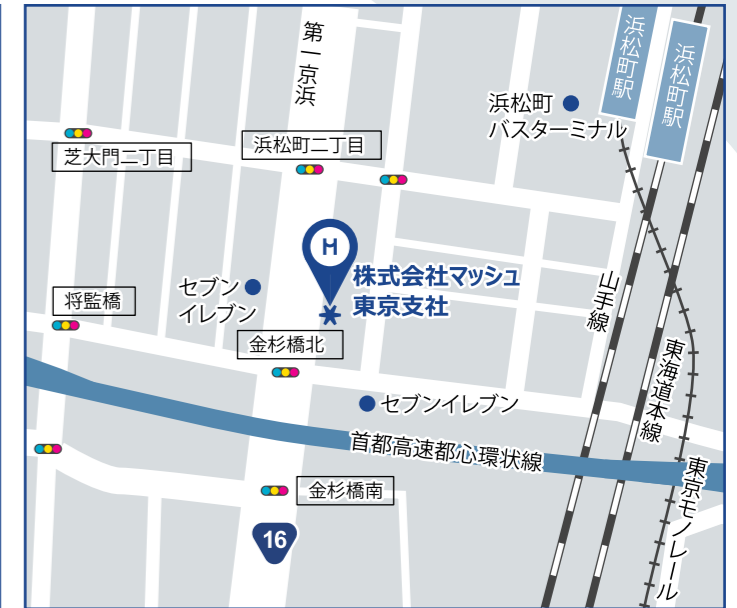 第一京浜
浜松町駅
浜松町駅
浜松町
バスターミナル
芝大門二丁目
浜松町二丁目
H
株式会社マッシュ
東京支社
セブン
イレブン
山手線
将監橋
金杉橋北
東海道本線
セブンイレブン
首都高速都心環状線
東京モノレール
金杉橋南
16